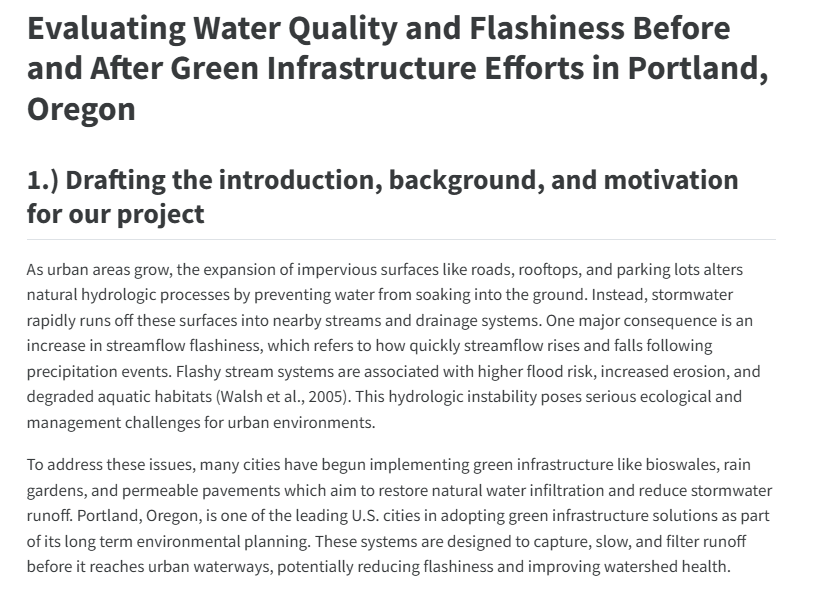 Evaluating Water Quality and Flashiness Before
and After Green Infrastructure Efforts in Portland,
Oregon
1.) Drafting the introduction, background, and motivation
for our project
As urban areas grow, the expansion of impervious surfaces like roads, rooftops, and parking lots alters
natural hydrologic processes by preventing water from soaking into the ground. Instead, stormwater
rapidly runs off these surfaces into nearby streams and drainage systems. One major consequence is an
increase in streamflow flashiness, which refers to how quickly streamflow rises and falls following
precipitation events. Flashy stream systems are associated with higher flood risk, increased erosion, and
degraded aquatic habitats (Walsh et al., 2005). This hydrologic instability poses serious ecological and
management challenges for urban environments.
To address these issues, many cities have begun implementing green infrastructure like bioswales, rain
gardens, and permeable pavements which aim to restore natural water infiltration and reduce stormwater
runoff. Portland, Oregon, is one of the leading U.S. cities in adopting green infrastructure solutions as part
of its long term environmental planning. These systems are designed to capture, slow, and filter runoff
before it reaches urban waterways, potentially reducing flashiness and improving watershed health.